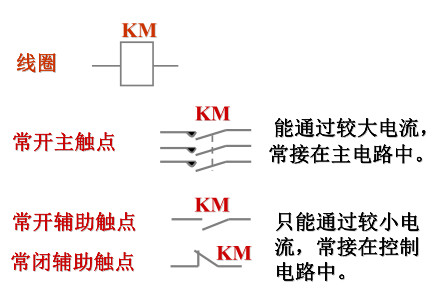 KM
线圈
KM
常开主触点
能通过较大电流，
常接在主电路中。
KM
常开辅助触点
只能通过较小电
流，常接在控制
电路中。
常闭辅助触点
KM